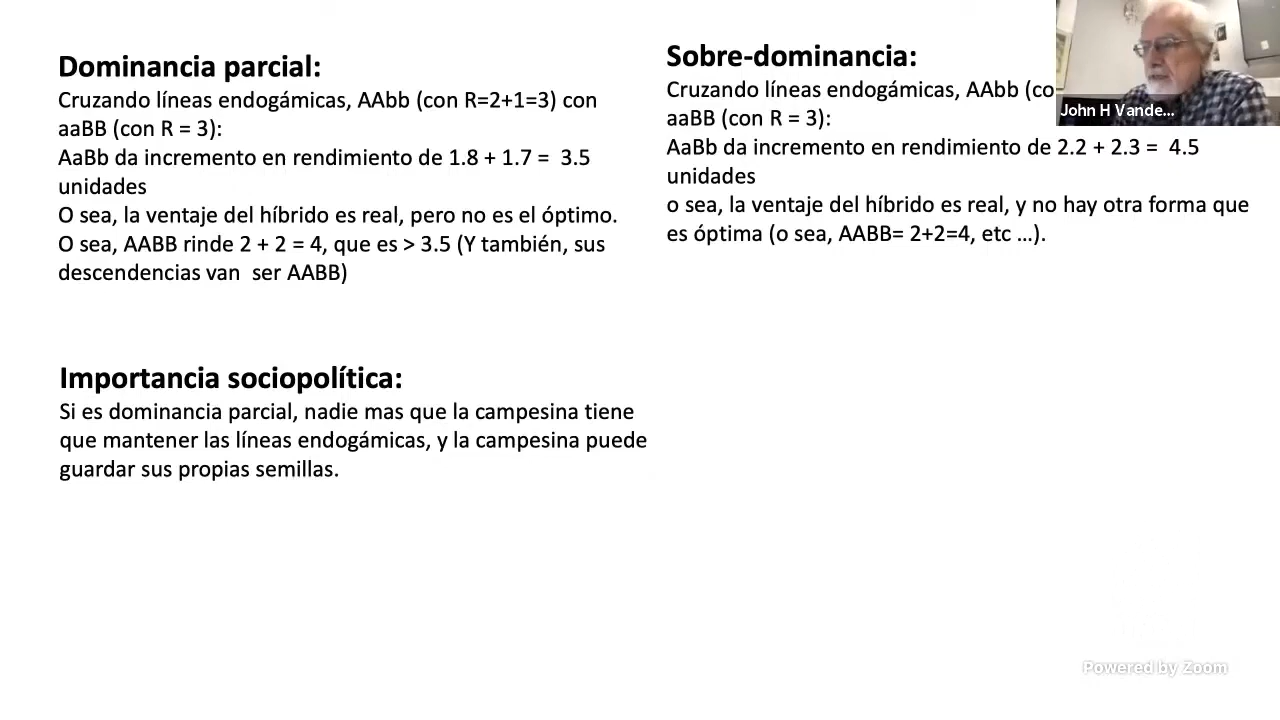 Dominancia parcial:
Cruzando líneas endogámicas, AAbb (con R=2+1=3) con
aaBB (con R = 3):
AaBb da incremento en rendimiento de 1.8 + 1.7 =  3.5
unidades
O sea, la ventaje del híbrido es real, pero no es el óptimo.
O sea, AABB rinde 2 + 2 = 4, que es > 3.5 (Y también, sus
descendencias van  ser AABB)
Sobre-dominancia:
Cruzando líneas endogámicas, AAbb (co
aaBB (con R = 3):
AaBb da incremento en rendimiento de 2.2 + 2.3 =  4.5
unidades
o sea, la ventaje del híbrido es real, y no hay otra forma que
es óptima (o sea, AABB= 2+2=4, etc …).
John H Vande...
Importancia sociopolítica:
Si es dominancia parcial, nadie mas que la campesina tiene
que mantener las líneas endogámicas, y la campesina puede
guardar sus propias semillas.
Powered by Zoom